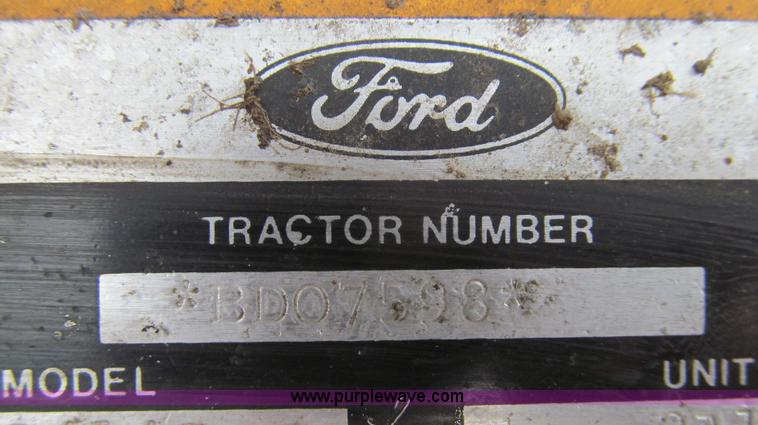 Ford
TRACTOR NUMBER
*BD07598*
MODEL UNIT
www.purplewave.com